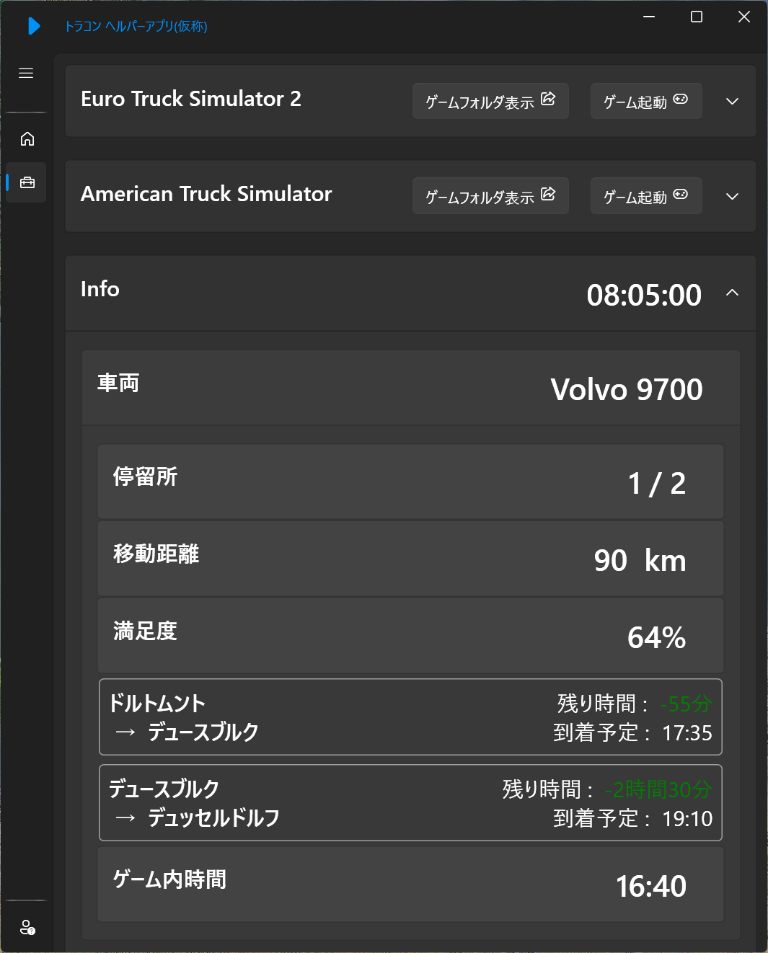 トラコン ヘルパーアプリ(仮称)
Euro Truck Simulator 2
ゲームフォルダ表示
ゲーム起動
American Truck Simulator
ゲームフォルダ表示
ゲーム起動
Info
08:05:00
車両
Volvo 9700
停留所
1 / 2
移動距離
90 km
満足度
64%
ドルトムント
残り時間 : -55分
→ デュースブルク
到着予定 : 17:35
デュースブルク
残り時間 : -2時間30分
→ デュッセルドルフ
到着予定 : 19:10
ゲーム内時間
16:40